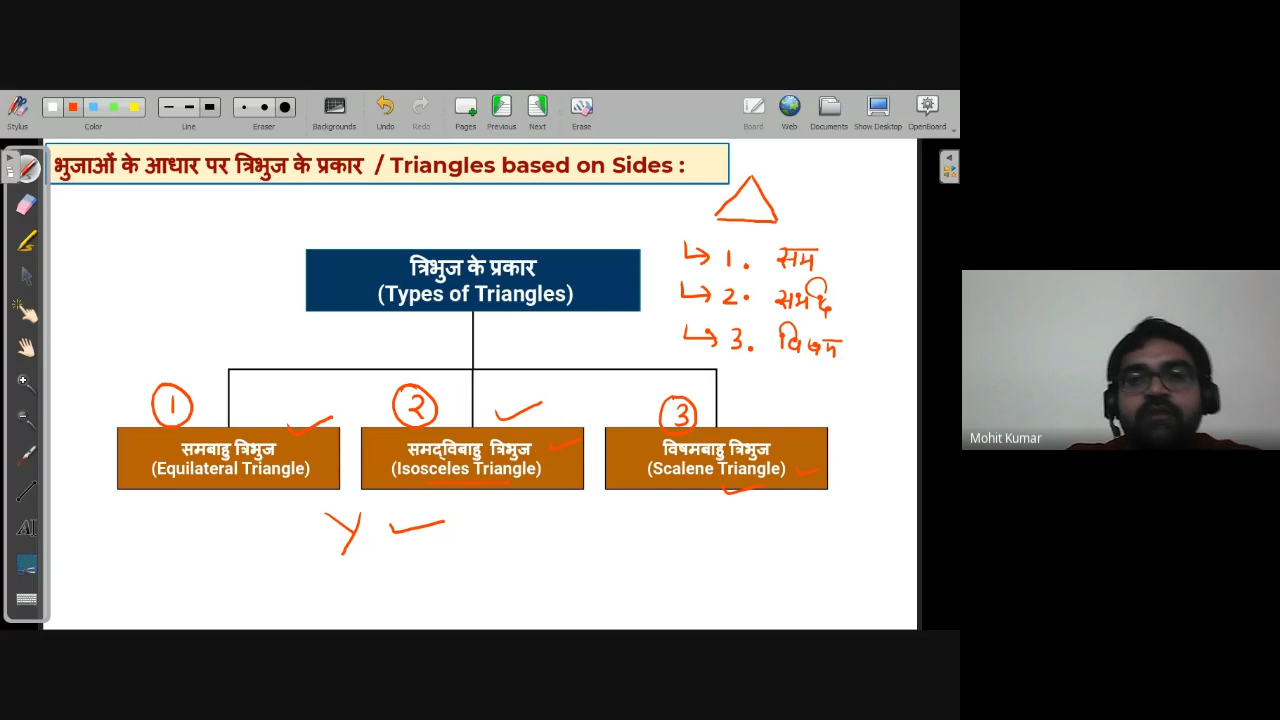 Stylus
Color
Line
Eraser
Backgrounds
Undo
Redo
Pages
Previous
Next
Erase
Board
Web
Documents
Show Desktop
OpenBoard
भुजाओं के आधार पर त्रिभुज के प्रकार / Triangles based on Sides :
त्रिभुज के प्रकार
(Types of Triangles)
1. सम
2. समद्वि
3. विषम
1
2
3
समबाहु त्रिभुज
(Equilateral Triangle)
समद्विबाहु त्रिभुज
(Isosceles Triangle)
विषमबाहु त्रिभुज
(Scalene Triangle)
Y
Mohit Kumar